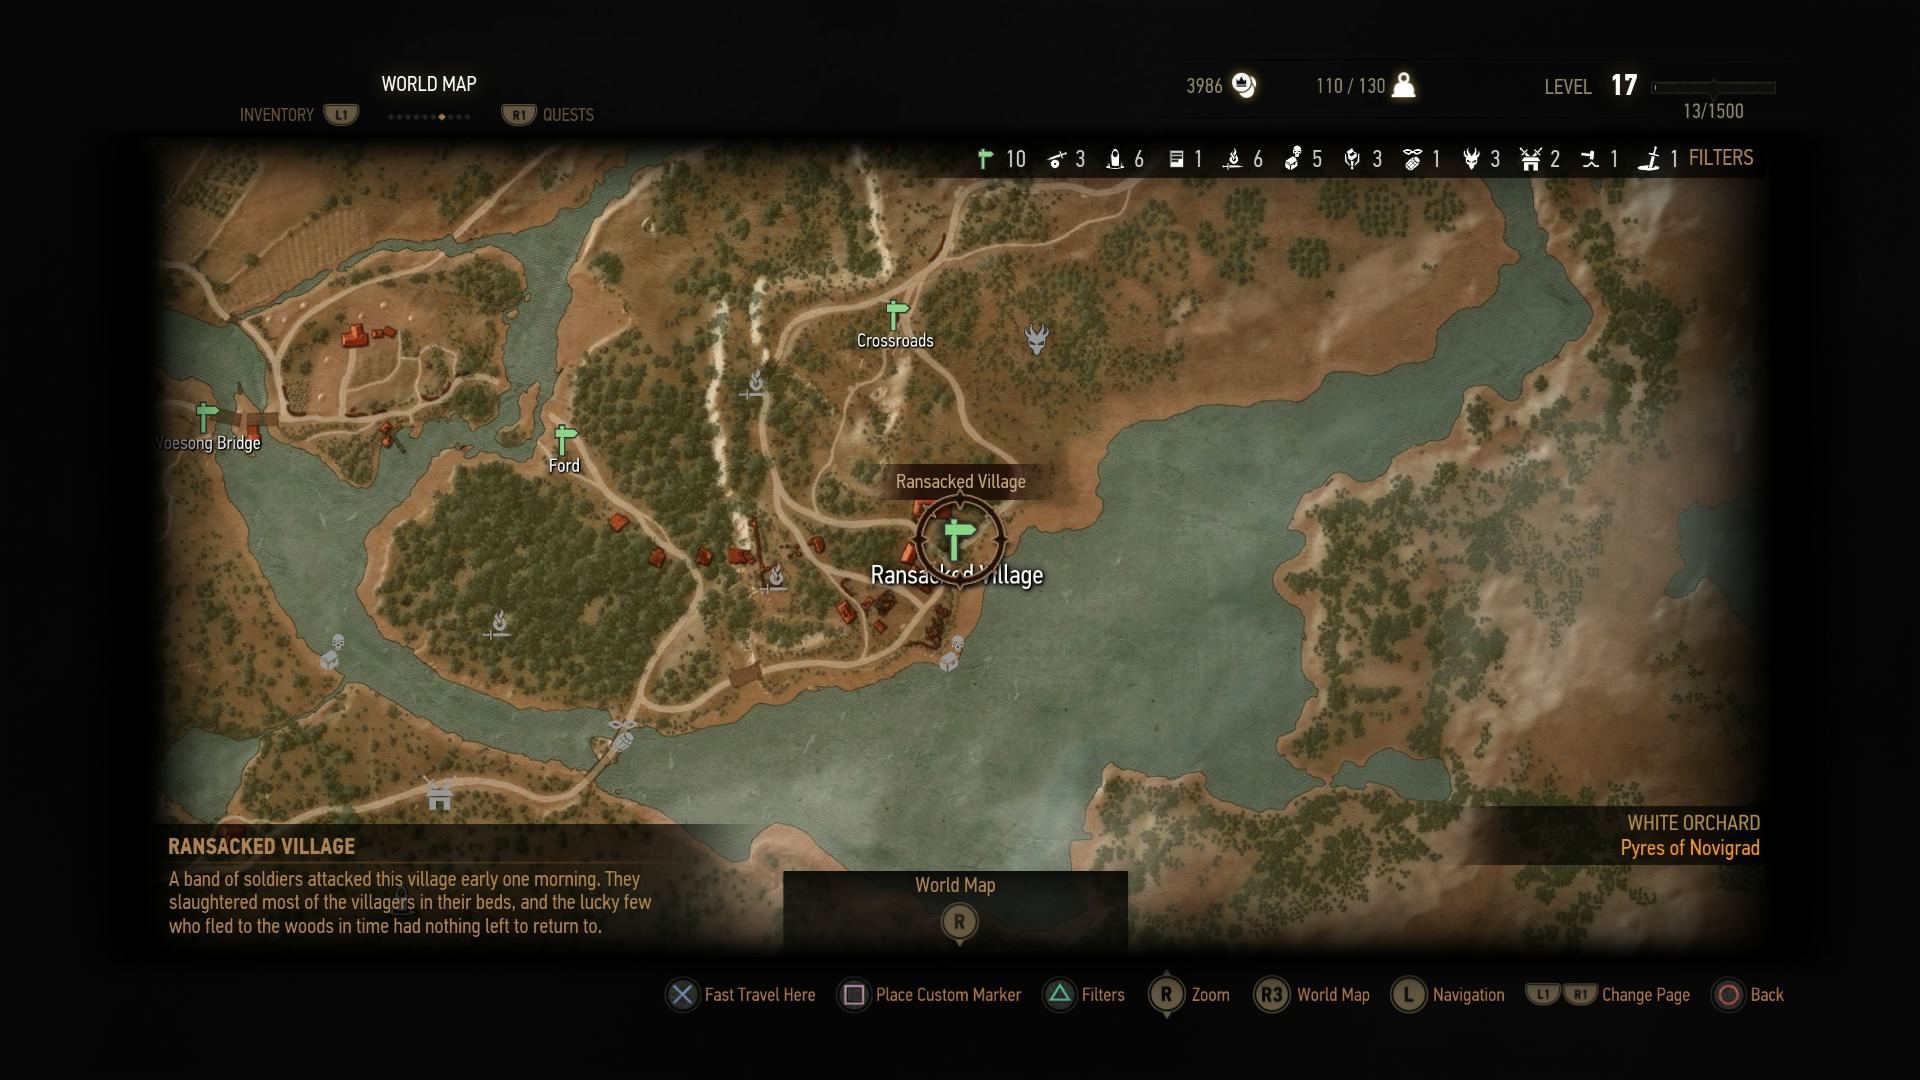 WORLD MAP
INVENTORY L1 R1 QUESTS
3986 110 / 130 LEVEL 17
13/1500
10 3 6 1 6 5 3 1 3 2 1 1 FILTERS
Crossroads
Woesong Bridge
Ford
Ransacked Village
Ransacked Village
WHITE ORCHARD
Pyres of Novigrad
RANSACKED VILLAGE
A band of soldiers attacked this village early one morning. They
slaughtered most of the villagers in their beds, and the lucky few
who fled to the woods in time had nothing left to return to.
World Map
R
Fast Travel Here Place Custom Marker Filters R Zoom R3 World Map L Navigation L1 R1 Change Page Back